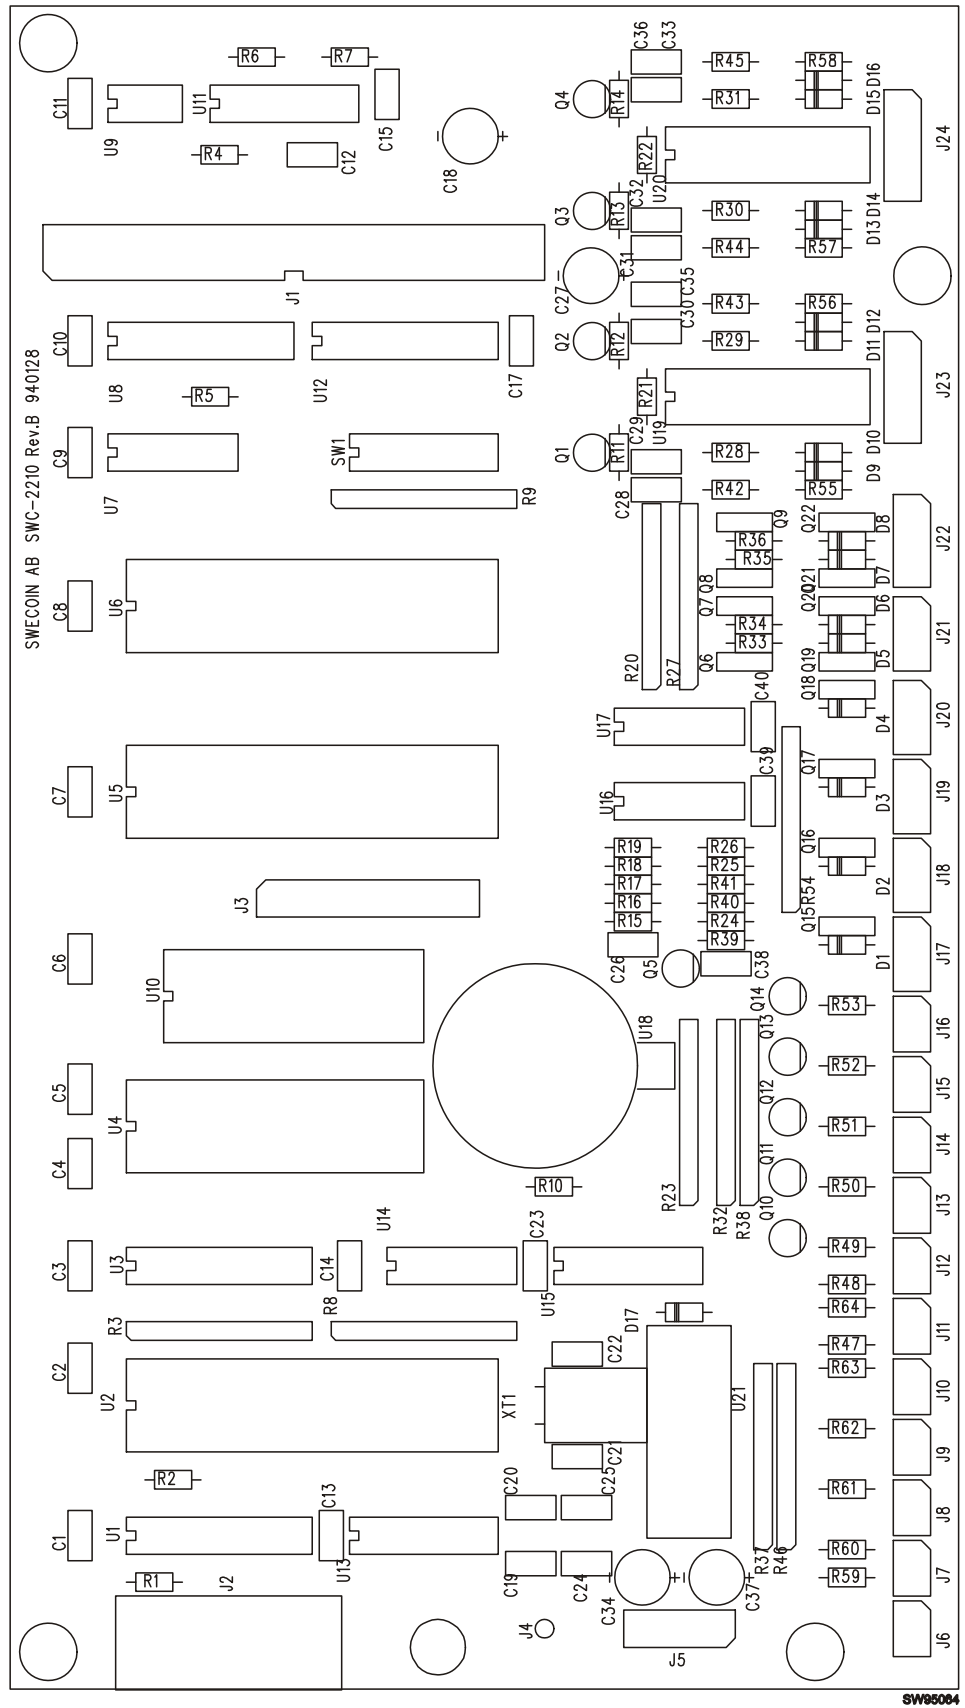 C36
C33
R6
R7
R45
R58
D16
C11
U11
Q4
R14
R31
D15
U9
C15
J24
R4
C12
C18
R22
U20
C32
Q3
R13
R30
D14
D13
R44
R57
C31
C27
C35
J1
R43
R56
C30
D12
C10
Q2
R12
R29
D11
U8
R5
U12
C17
R21
J23
SWECOIN AB SWC-2210 Rev.B 940128
C29
U19
C9
SW1
Q1
R11
R28
D10
D9
U7
R9
C28
R42
R55
Q9
Q22
D8
R36
J22
R35
Q8
Q21
D7
C8
U6
Q7
Q20
D6
R34
J21
R33
R20
R27
Q6
Q19
D5
C40
Q18
U17
D4
J20
C39
Q17
C7
U5
U16
D3
J19
R19
R26
Q16
R18
R25
R17
R41
D2
J18
J3
R16
R40
R54
R15
R24
Q15
R39
C6
C26
Q5
C38
D1
J17
U10
Q14
R53
U18
Q13
J16
R52
C5
Q12
J15
U4
R51
C4
Q11
J14
R10
R23
R32
R38
Q10
R50
J13
U14
C23
C3
U3
C14
R49
J12
R48
U15
R3
R8
D17
R64
J11
C22
R47
C2
R63
U2
XT1
U21
J10
R62
C21
J9
R2
C20
C25
R61
C13
J8
C1
U1
R60
U13
R37
R46
R1
J2
C19
C24
R59
J7
C34
C37
J4
J6
J5
SW95064